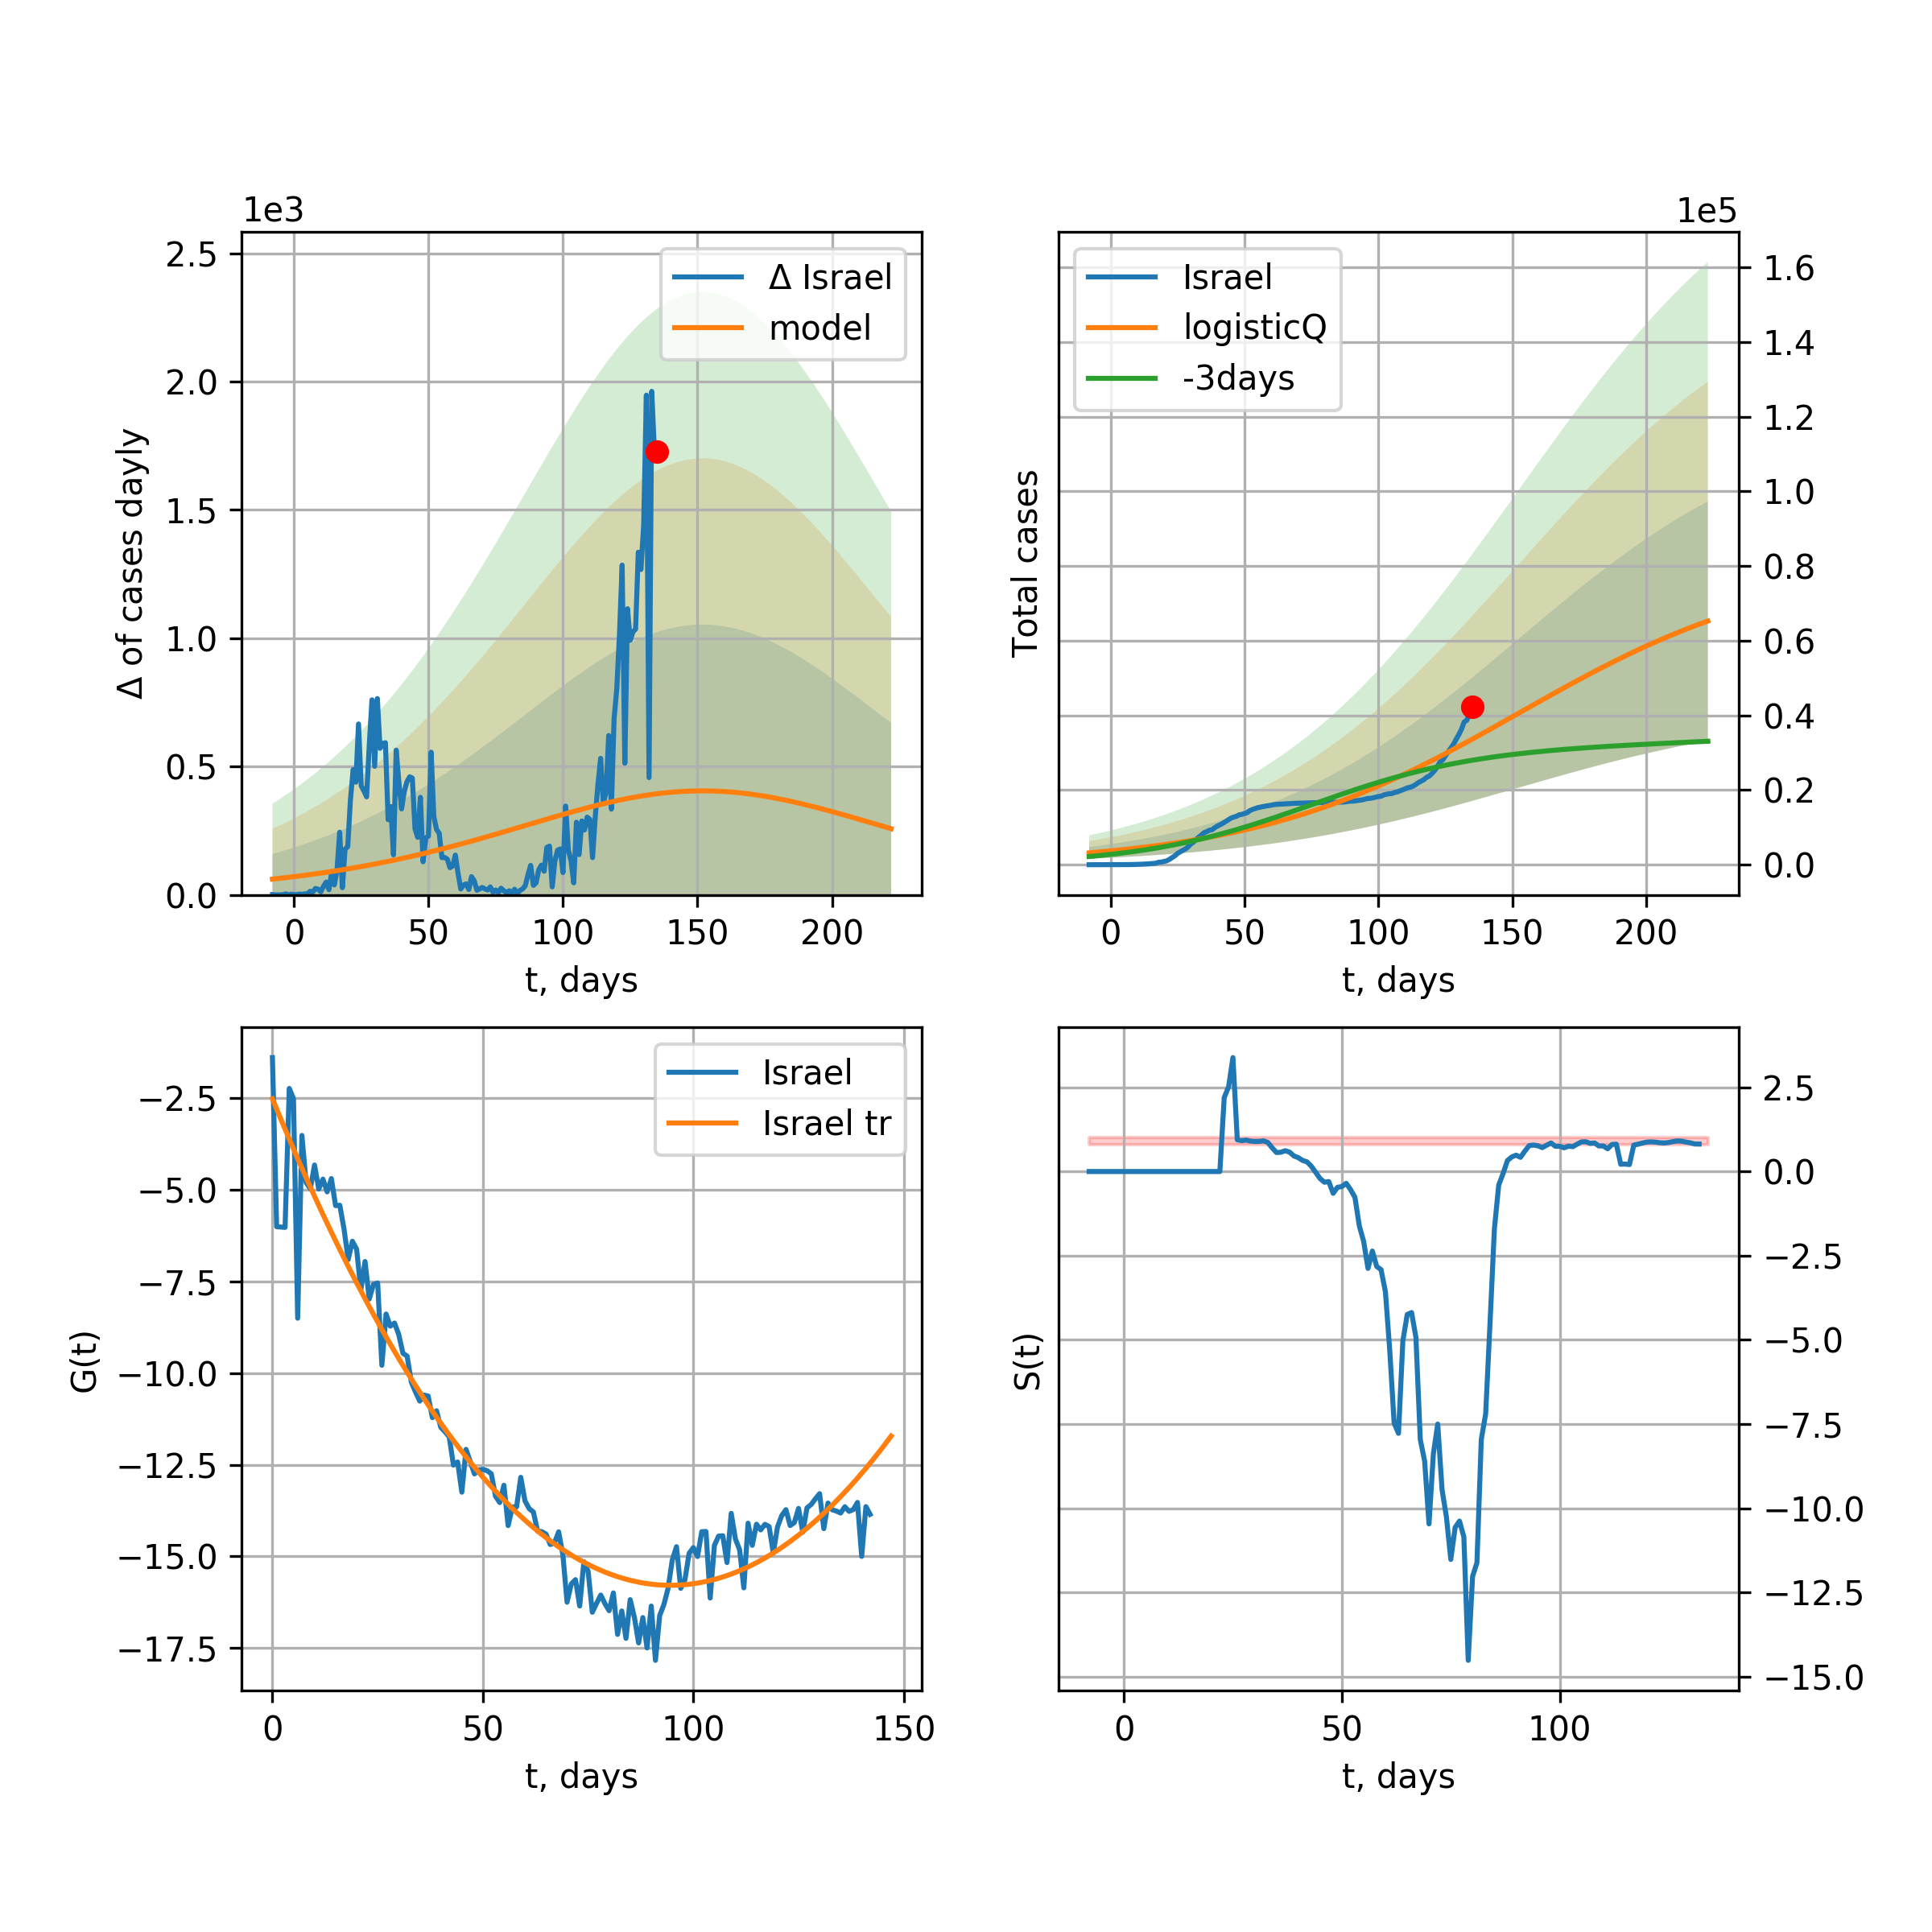 1e3
2.5
2.0
1.5
1.0
0.5
0.0
Δ of cases dayly
Δ Israel
model
0 50 100 150 200
t, days
1e5
Israel
logisticQ
-3days
Total cases
1.6
1.4
1.2
1.0
0.8
0.6
0.4
0.2
0.0
0 50 100 150 200
t, days
Israel
Israel tr
G(t)
−2.5
−5.0
−7.5
−10.0
−12.5
−15.0
−17.5
0 50 100 150
t, days
S(t)
2.5
0.0
−2.5
−5.0
−7.5
−10.0
−12.5
−15.0
0 50 100
t, days